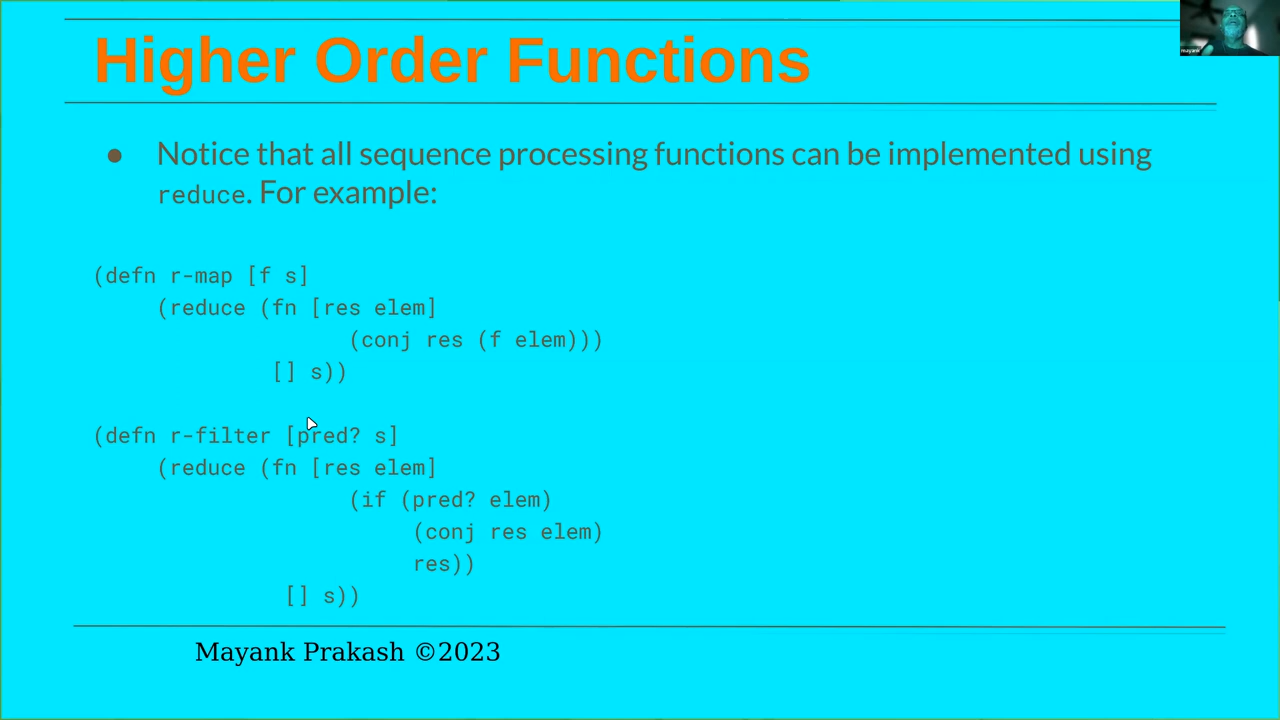 Higher Order Functions
mayank
● Notice that all sequence processing functions can be implemented using
reduce. For example:
(defn r-map [f s]
(reduce (fn [res elem]
(conj res (f elem)))
[] s))
(defn r-filter [pred? s]
(reduce (fn [res elem]
(if (pred? elem)
(conj res elem)
res))
[] s))
Mayank Prakash ©2023